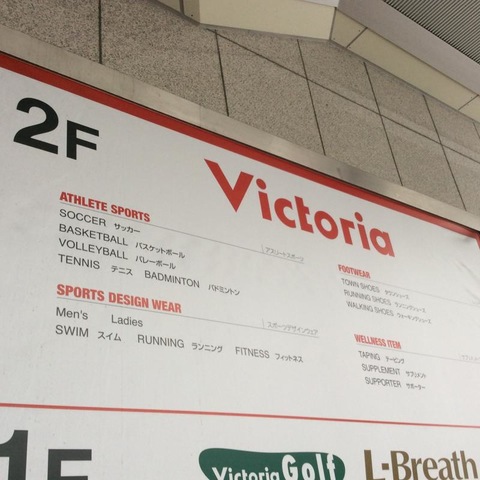 2F
Victoria
ATHLETE SPORTS アスリートスポーツ
SOCCER サッカー
BASKETBALL バスケットボール
VOLLEYBALL バレーボール
TENNIS テニス BADMINTON バドミントン
SPORTS DESIGN WEAR スポーツデザインウェア
Men's Ladies
SWIM スイム RUNNING ランニング FITNESS フィットネス
FOOTWEAR
TOWN SHOES タウンシューズ
RUNNING SHOES ランニングシューズ
WALKING SHOES ウォーキングシューズ
WELLNESS ITEM
TAPING テーピング
SUPPLEMENT サプリメント
SUPPORTER サポーター
1F
Victoria Golf
L-Breath